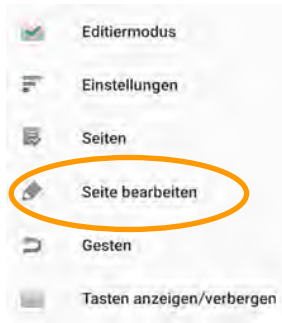 Editiermodus
Einstellungen
Seiten
Seite bearbeiten
Gesten
Tasten anzeigen/verbergen